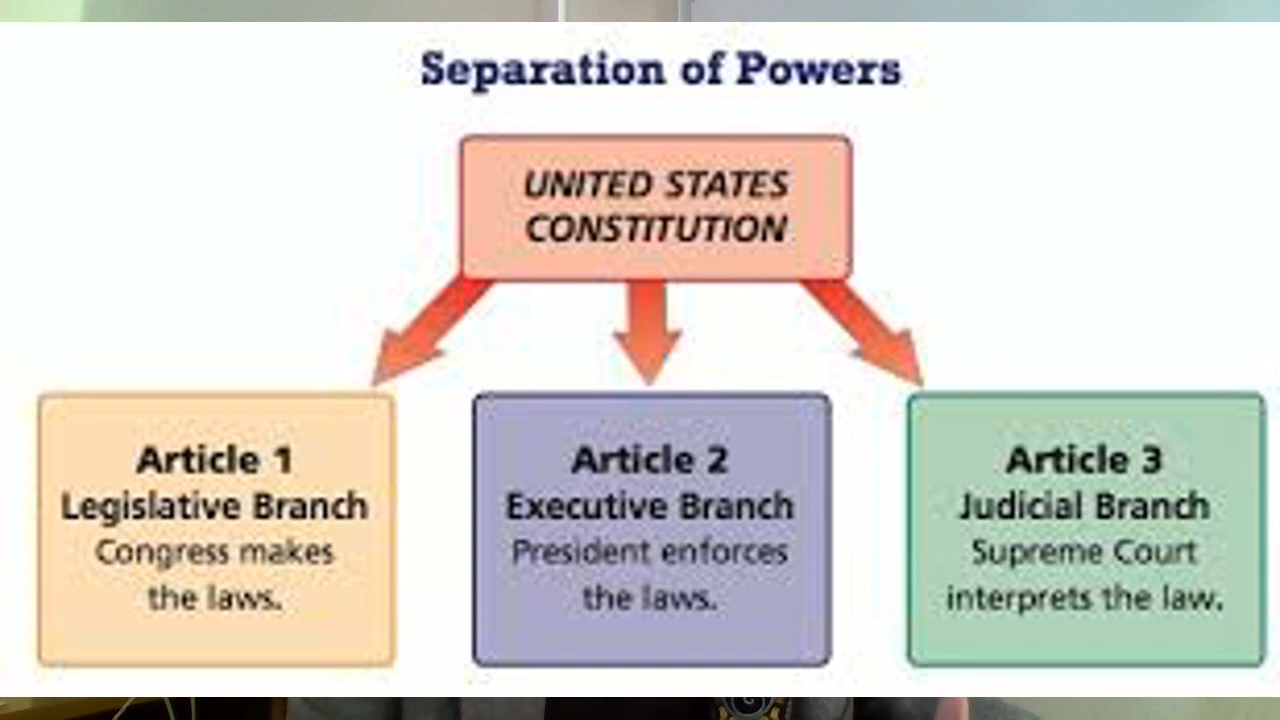 Separation of Powers
UNITED STATES
CONSTITUTION
Article 1
Legislative Branch
Congress makes
the laws.
Article 2
Executive Branch
President enforces
the laws.
Article 3
Judicial Branch
Supreme Court
interprets the law.